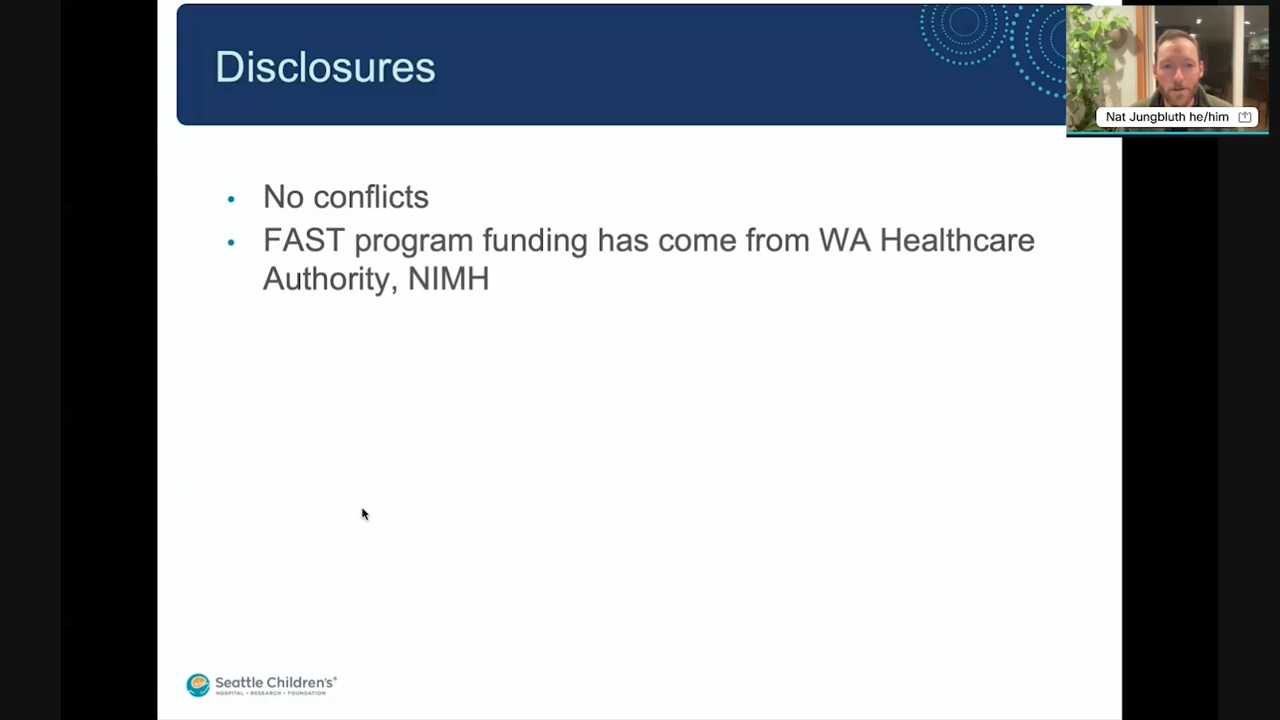 Disclosures
Nat Jungbluth he/him
• No conflicts
• FAST program funding has come from WA Healthcare
Authority, NIMH
Seattle Children's®
HOSPITAL • RESEARCH • FOUNDATION